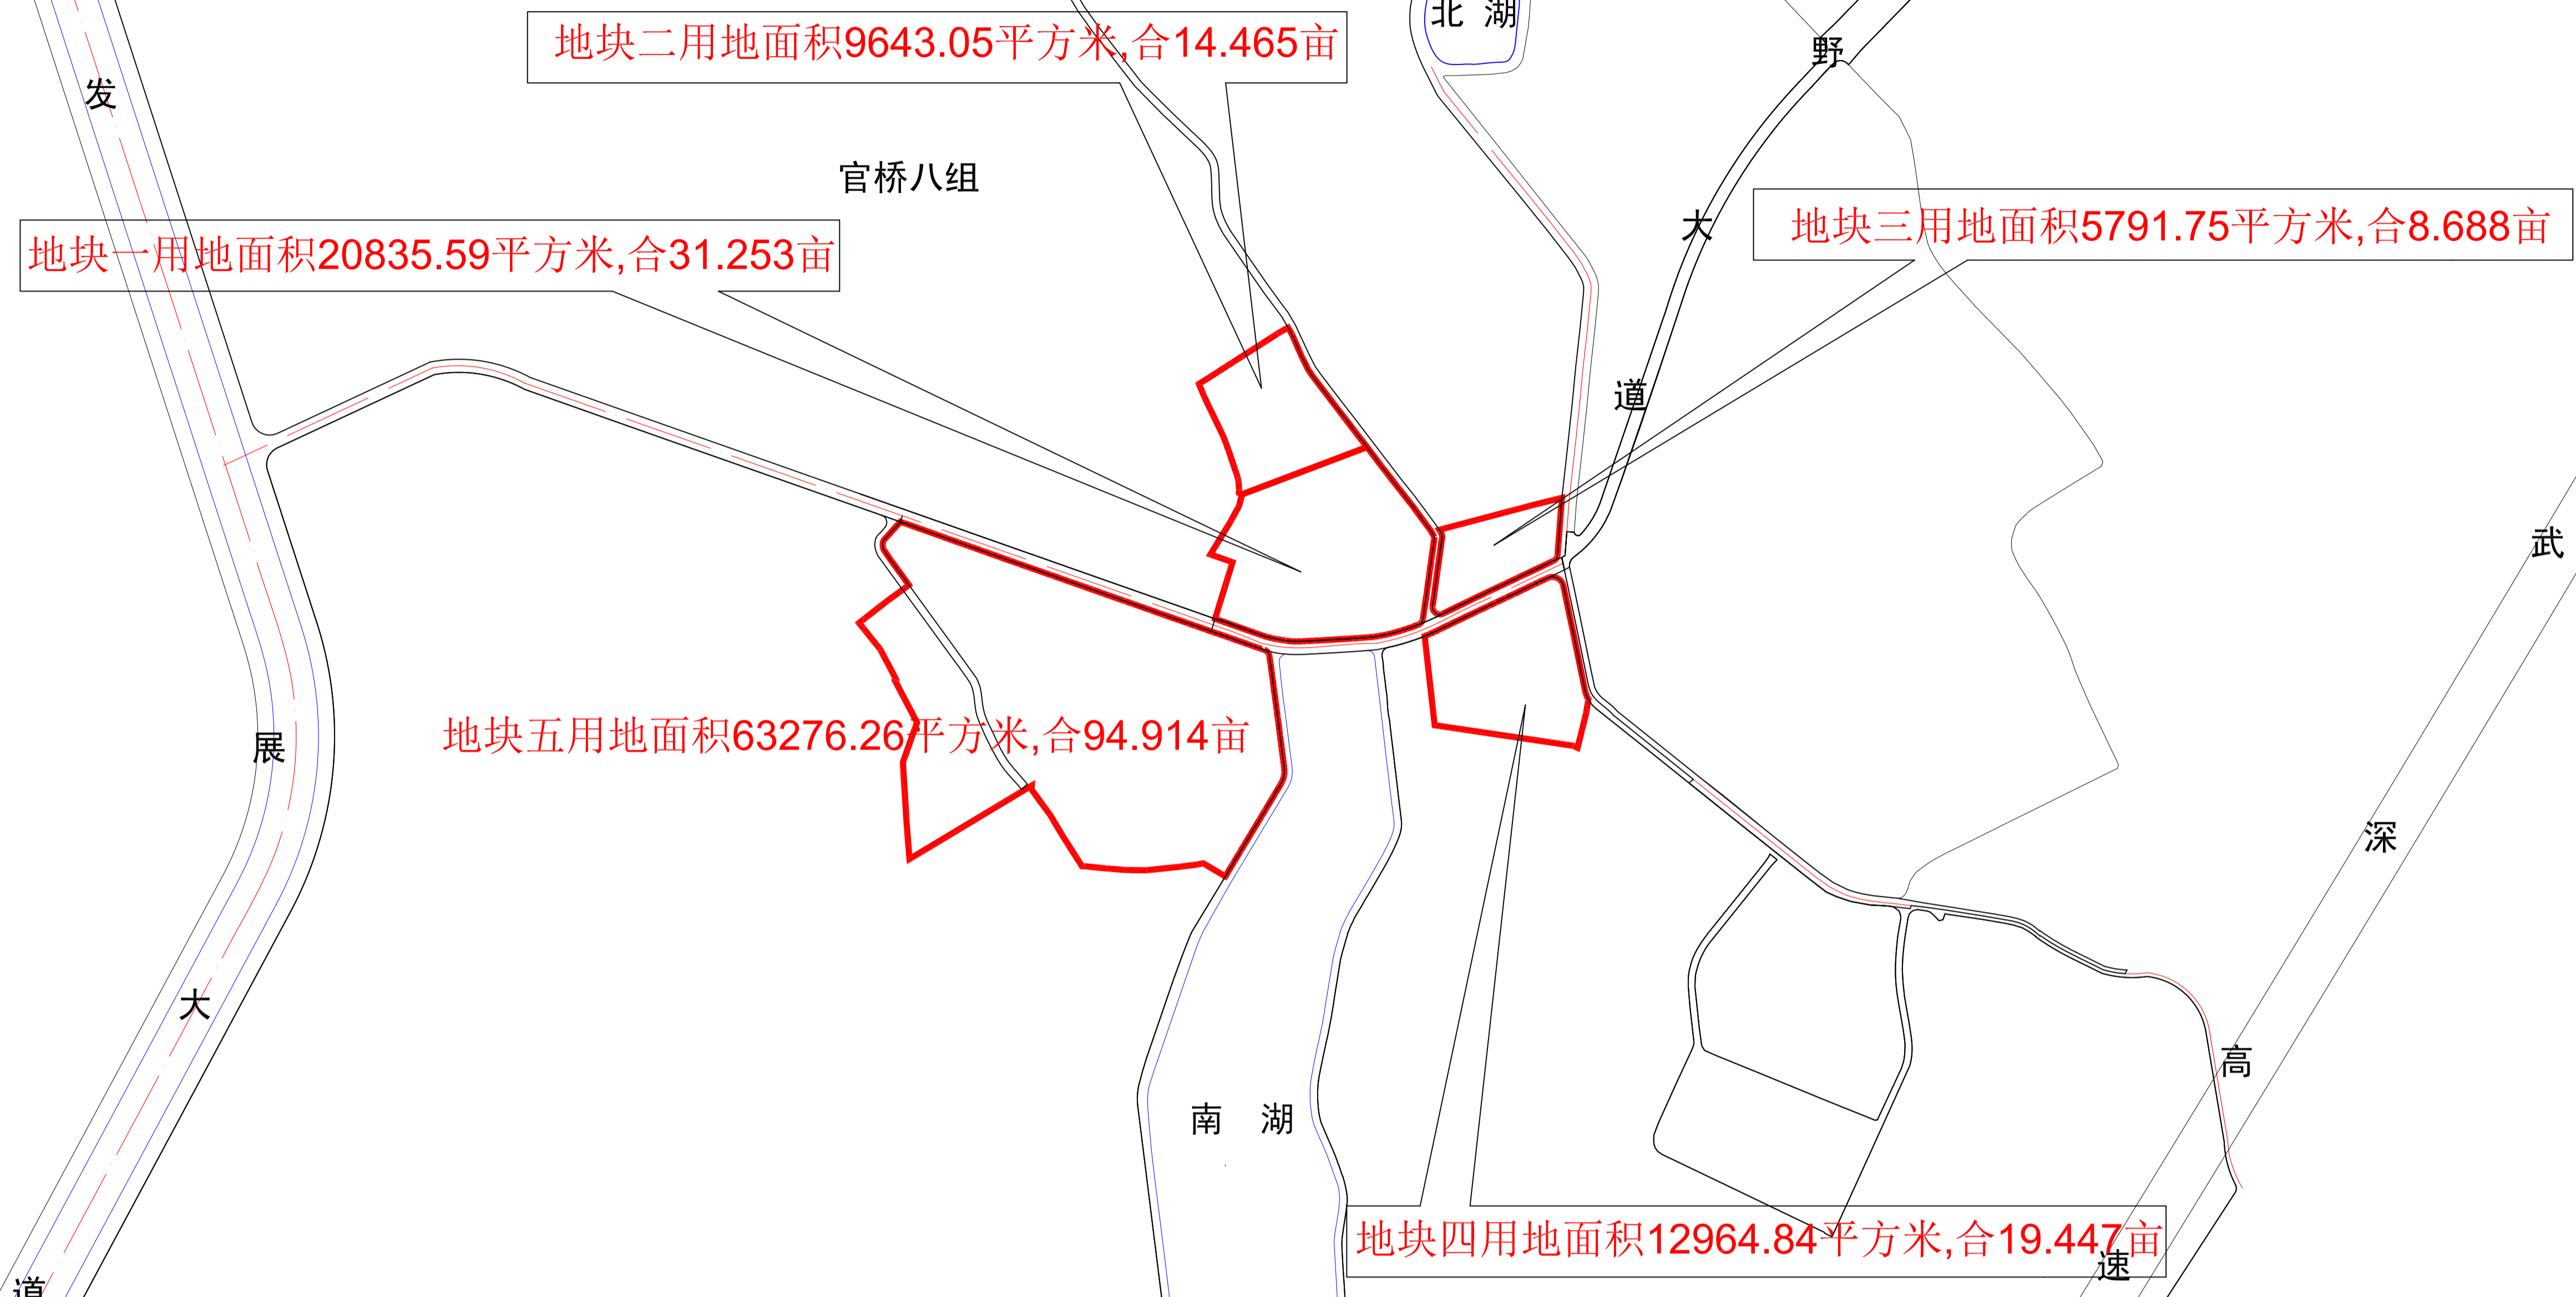 北 湖
地块二用地面积9643.05平方米,合14.465亩
野
发
官桥八组
大
地块三用地面积5791.75平方米,合8.688亩
地块一用地面积20835.59平方米,合31.253亩
道
武
地块五用地面积63276.26平方米,合94.914亩
展
深
大
高
南 湖
地块四用地面积12964.84平方米,合19.447亩
速
道